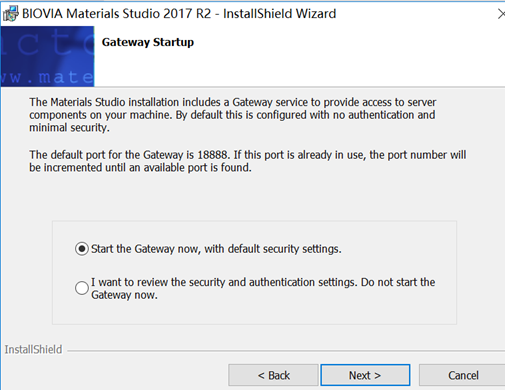 BIOVIA Materials Studio 2017 R2 - InstallShield Wizard
Gateway Startup
The Materials Studio installation includes a Gateway service to provide access to server
components on your machine. By default this is configured with no authentication and
minimal security.
The default port for the Gateway is 18888. If this port is already in use, the port number will
be incremented until an available port is found.
Start the Gateway now, with default security settings.
I want to review the security and authentication settings. Do not start the
Gateway now.
InstallShield
< Back
Next >
Cancel